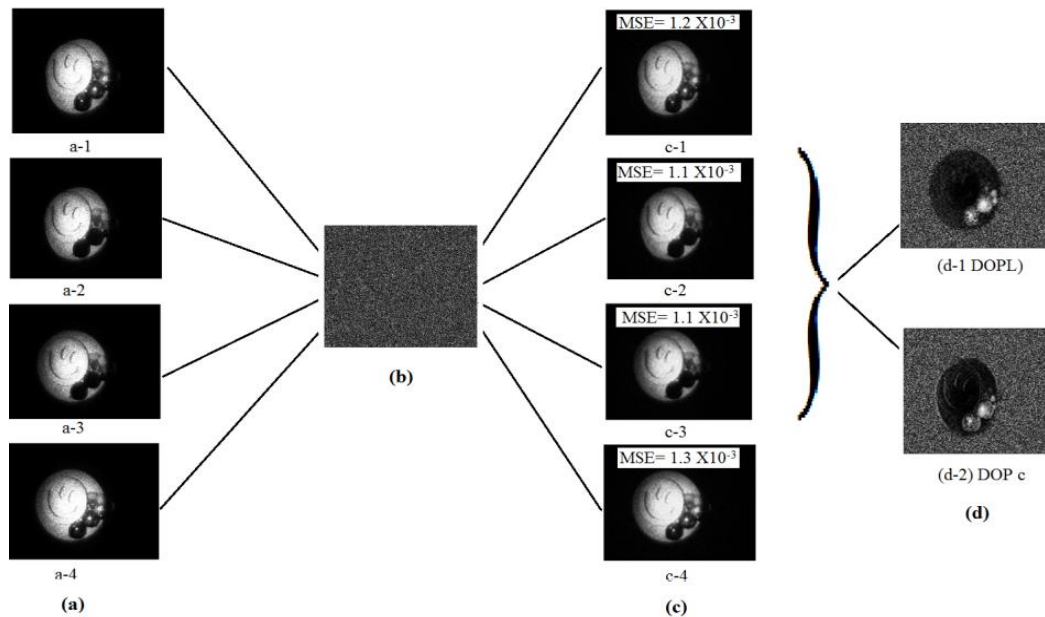 a-1
a-2
a-3
a-4
(a)
(b)
MSE= 1.2 X10-3
c-1
MSE= 1.1 X10-3
c-2
MSE= 1.1 X10-3
c-3
MSE= 1.3 X10-3
c-4
(c)
(d-1 DOPL)
(d-2) DOP c
(d)